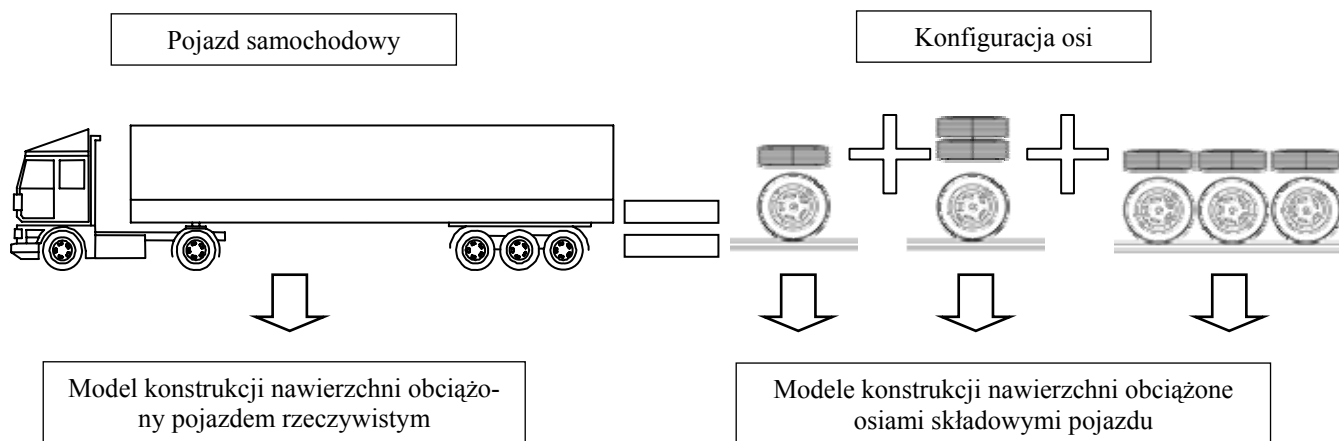 Pojazd samochodowy
Konfiguracja osi
Model konstrukcji nawierzchni obciążo-
ny pojazdem rzeczywistym
Modele konstrukcji nawierzchni obciążone
osiami składowymi pojazdu